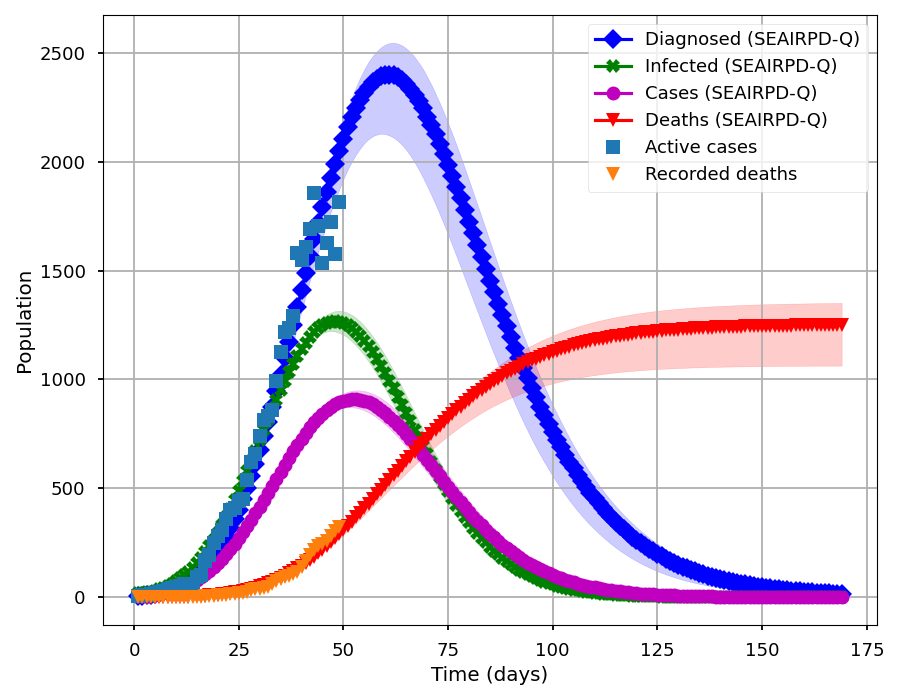 Diagnosed (SEAIRPD-Q)
Infected (SEAIRPD-Q)
Cases (SEAIRPD-Q)
Deaths (SEAIRPD-Q)
Active cases
Recorded deaths
Population
2500
2000
1500
1000
500
0
0 25 50 75 100 125 150 175
Time (days)